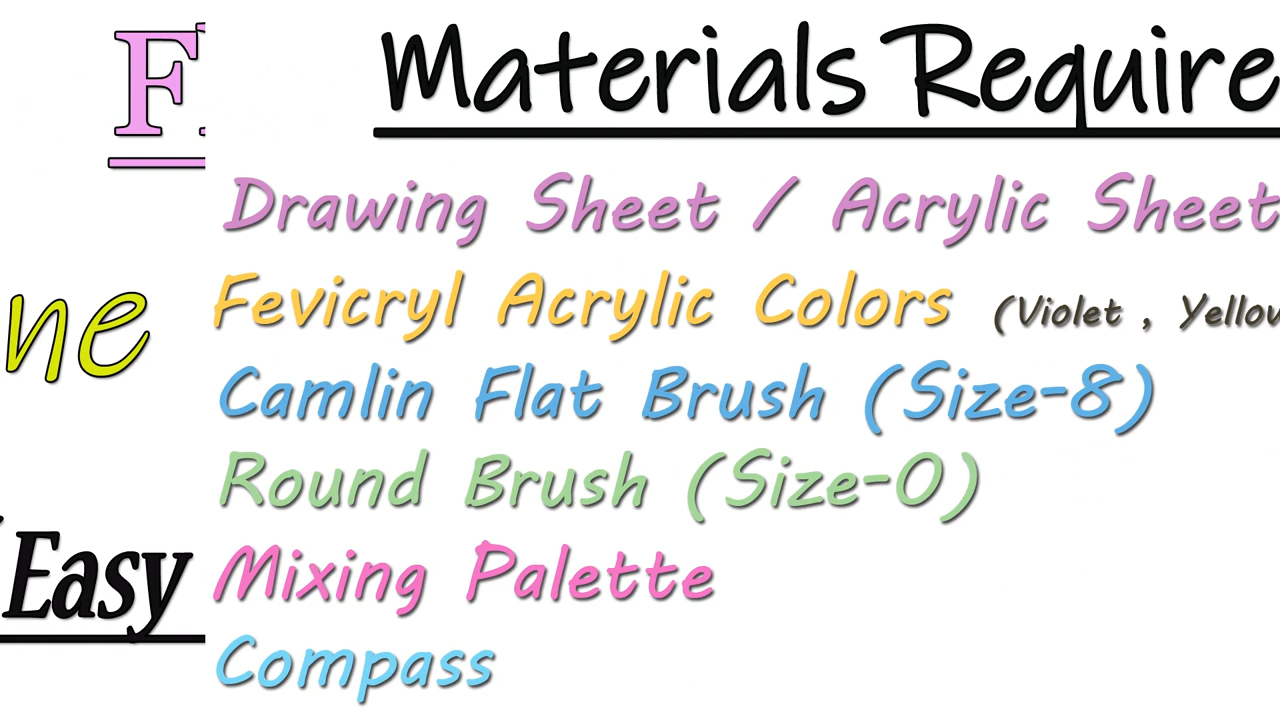 Materials Require
Drawing Sheet / Acrylic Sheet
Fevicryl Acrylic Colors (Violet , Yellow
Camlin Flat Brush (Size-8)
Round Brush (Size-0)
Mixing Palette
Compass
F
ne
Easy